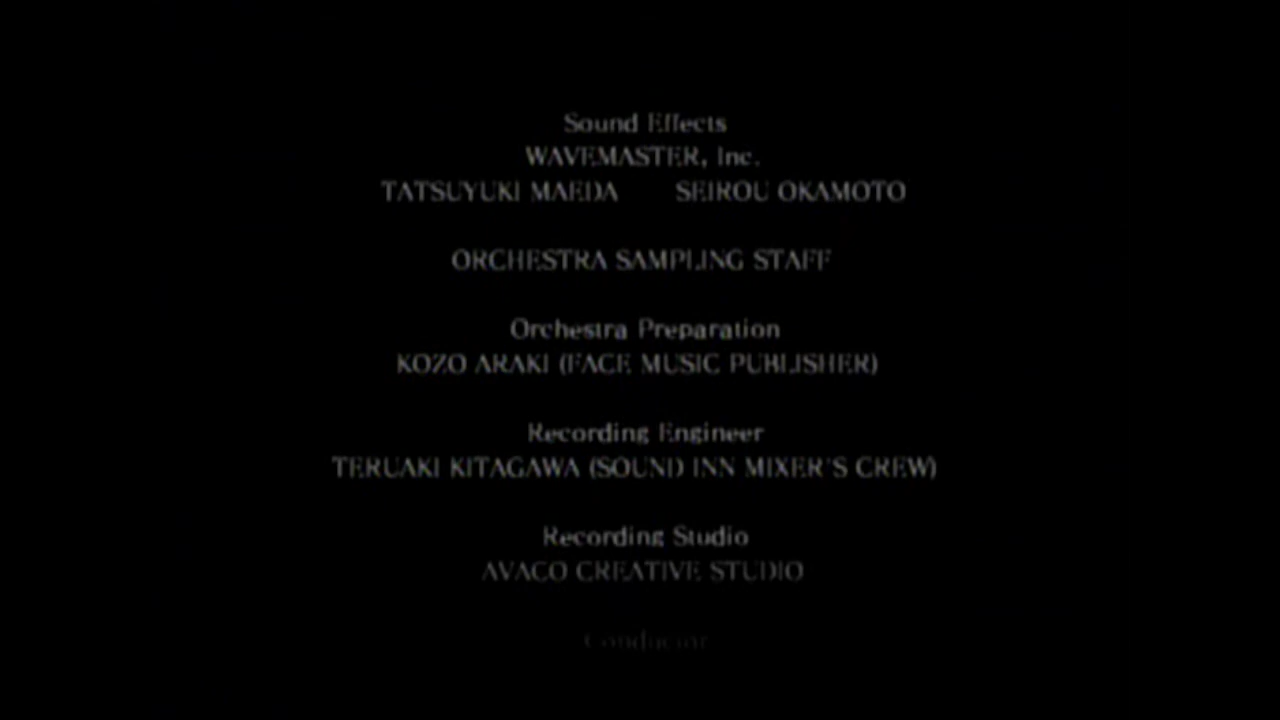 Sound Effects
WAVEMASTER, Inc.
TATSUYUKI MAEDA SEIROU OKAMOTO
ORCHESTRA SAMPLING STAFF
Orchestra Preparation
KOZO ARAKI (FACE MUSIC PUBLISHER)
Recording Engineer
TERUAKI KITAGAWA (SOUND INN MIXER'S CREW)
Recording Studio
AVACO CREATIVE STUDIO
Conductor